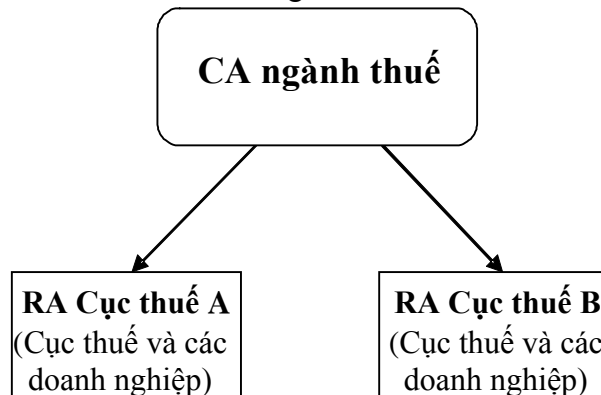 CA ngành thuế
RA Cục thuế A
(Cục thuế và các
doanh nghiệp)
RA Cục thuế B
(Cục thuế và các
doanh nghiệp)